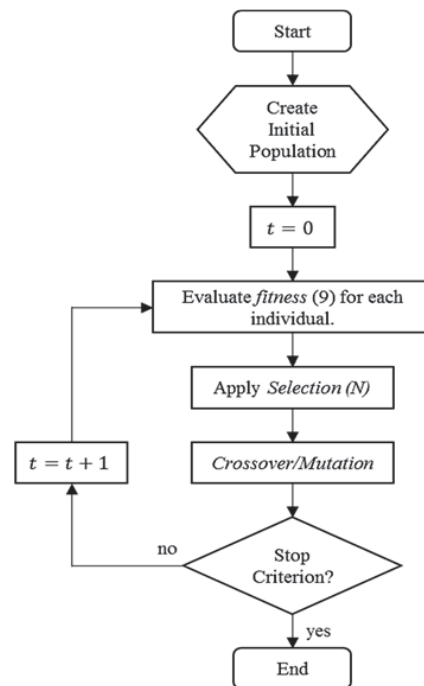 Start
Create
Initial
Population
t = 0
Evaluate fitness (9) for each
individual.
Apply Selection (N)
t = t + 1
Crossover/Mutation
no
Stop
Criterion?
yes
End